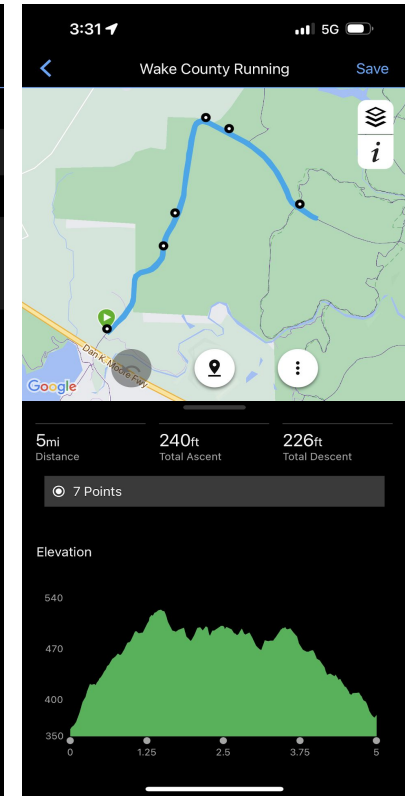 3:31
5G
Wake County Running
Save
i
Dan K. Moore Fwy
Google
5mi
240ft
226ft
Distance
Total Ascent
Total Descent
7 Points
Elevation
540
470
400
350
0
1.25
2.5
3.75
5